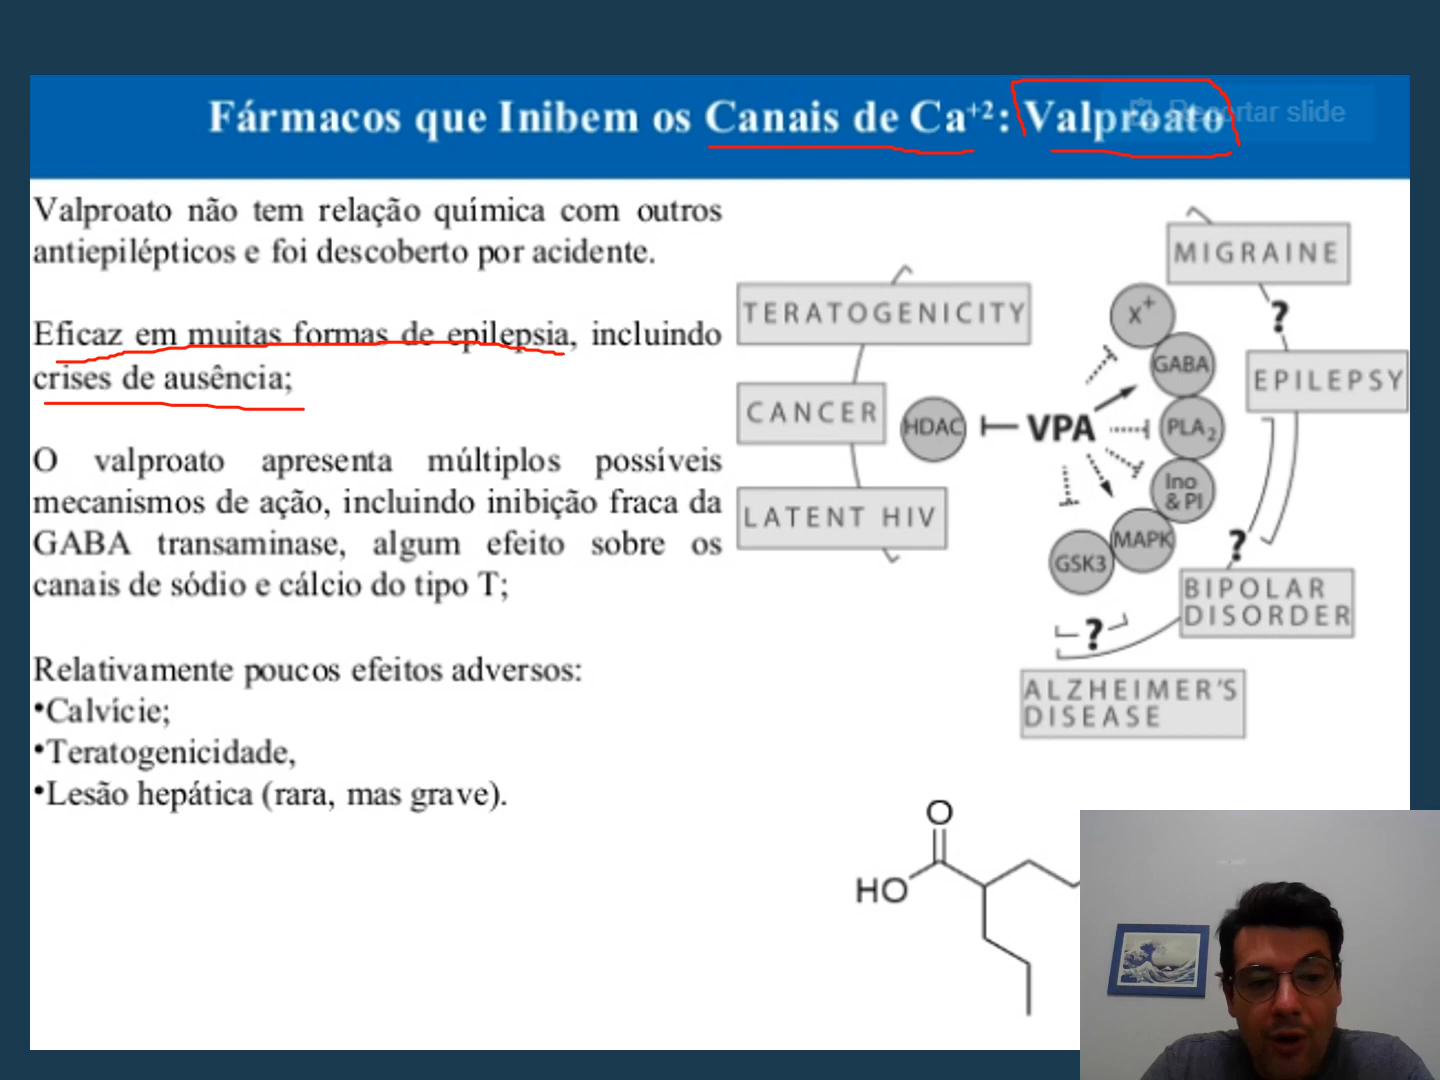 Fármacos que Inibem os Canais de Ca⁺²: Valproato
Reportar slide
Valproato não tem relação química com outros
antiepilépticos e foi descoberto por acidente.
Eficaz em muitas formas de epilepsia, incluindo
crises de ausência;
O valproato apresenta múltiplos possíveis
mecanismos de ação, incluindo inibição fraca da
GABA transaminase, algum efeito sobre os
canais de sódio e cálcio do tipo T;
Relativamente poucos efeitos adversos:
•Calvície;
•Teratogenicidade,
•Lesão hepática (rara, mas grave).
MIGRAINE
TERATOGENICITY
X⁺
?
GABA
EPILEPSY
CANCER
HDAC
VPA
PLA₂
Ino
& PI
LATENT HIV
MAPK
?
GSK3
BIPOLAR
DISORDER
?
ALZHEIMER'S
DISEASE
O
HO